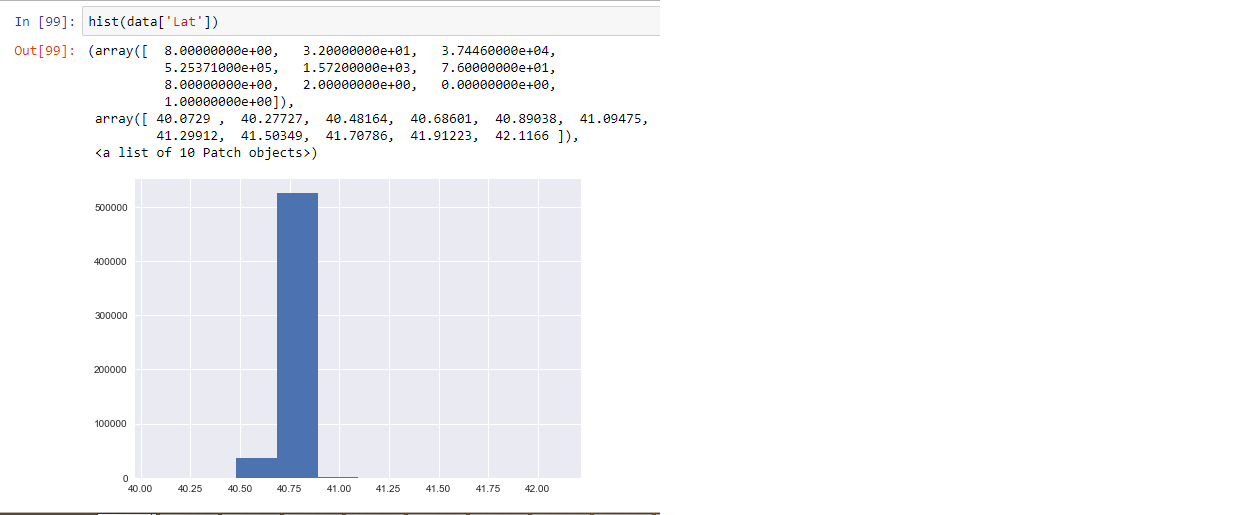 In [99]: hist(data['Lat'])
Out[99]: (array([ 8.00000000e+00, 3.20000000e+01, 3.74460000e+04,
5.25371000e+05, 1.57200000e+03, 7.60000000e+01,
8.00000000e+00, 2.00000000e+00, 0.00000000e+00,
1.00000000e+00]),
array([ 40.0729 , 40.27727, 40.48164, 40.68601, 40.89038, 41.09475,
41.29912, 41.50349, 41.70786, 41.91223, 42.1166 ]),
<a list of 10 Patch objects>)
500000
400000
300000
200000
100000
0
40.00 40.25 40.50 40.75 41.00 41.25 41.50 41.75 42.00